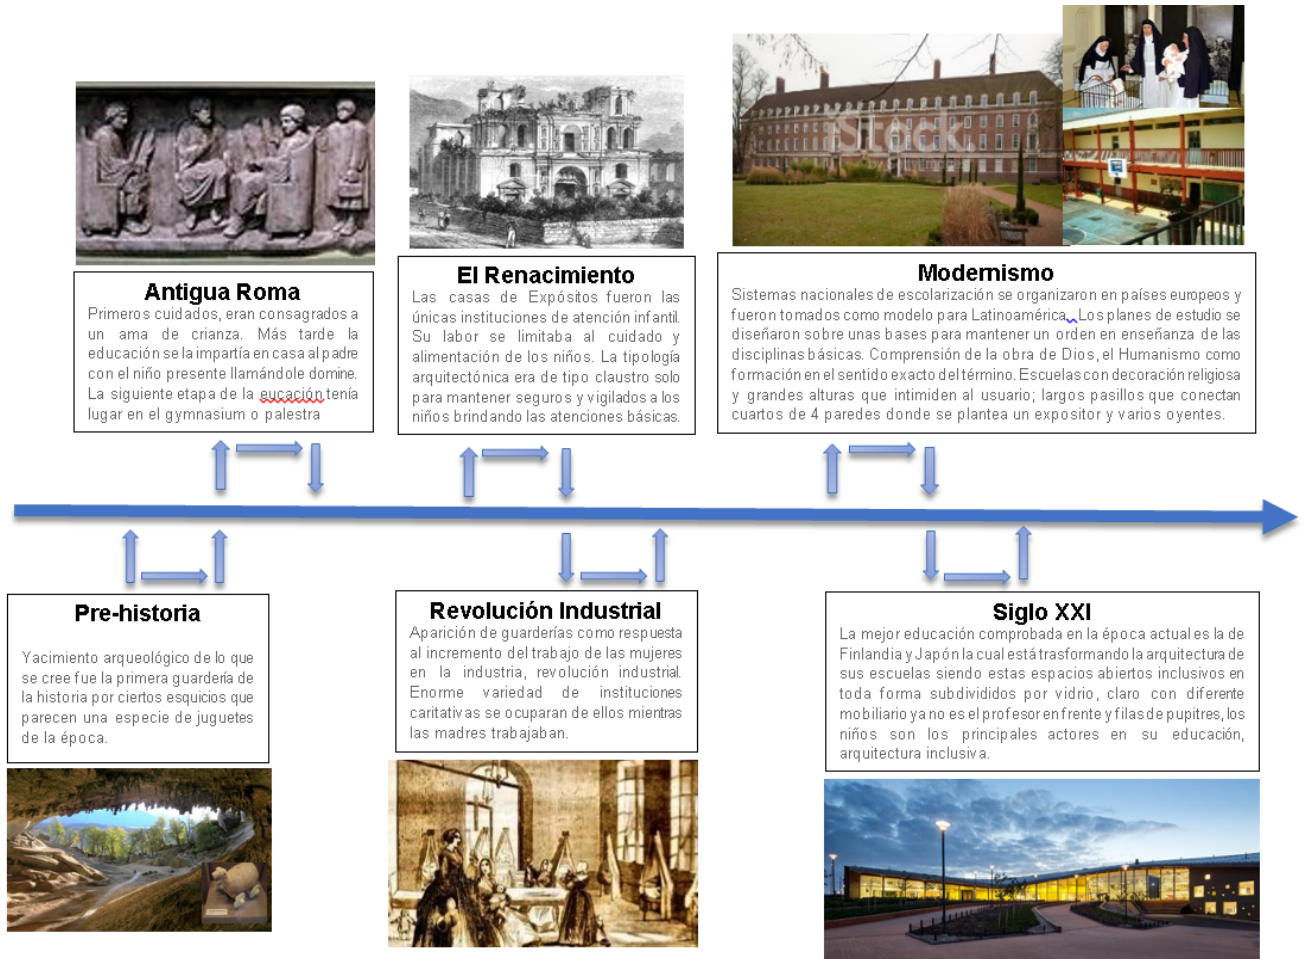 iStock
Antigua Roma
Primeros cuidados, eran consagrados a
un ama de crianza. Más tarde la
educación se la impartía en casa al padre
con el niño presente llamándole domine.
La siguiente etapa de la eucación tenía
lugar en el gymnasium o palestra
El Renacimiento
Las casas de Expósitos fueron las
únicas instituciones de atención infantil.
Su labor se limitaba al cuidado y
alimentación de los niños. La tipología
arquitectónica era de tipo claustro solo
para mantener seguros y vigilados a los
niños brindando las atenciones básicas.
Modernismo
Sistemas nacionales de escolarización se organizaron en países europeos y
fueron tomados como modelo para Latinoamérica. Los planes de estudio se
diseñaron sobre unas bases para mantener un orden en enseñanza de las
disciplinas básicas. Comprensión de la obra de Dios, el Humanismo como
formación en el sentido exacto del término. Escuelas con decoración religiosa
y grandes alturas que intimiden al usuario; largos pasillos que conectan
cuartos de 4 paredes donde se plantea un expositor y varios oyentes.
Pre-historia
Yacimiento arqueológico de lo que
se cree fue la primera guardería de
la historia por ciertos esquicios que
parecen una especie de juguetes
de la época.
Revolución Industrial
Aparición de guarderías como respuesta
al incremento del trabajo de las mujeres
en la industria, revolución industrial.
Enorme variedad de instituciones
caritativas se ocuparan de ellos mientras
las madres trabajaban.
Siglo XXI
La mejor educación comprobada en la época actual es la de
Finlandia y Japón la cual está trasformando la arquitectura de
sus escuelas siendo estas espacios abiertos inclusivos en
toda forma subdivididos por vidrio, claro con diferente
mobiliario ya no es el profesor en frente y filas de pupitres, los
niños son los principales actores en su educación,
arquitectura inclusiva.